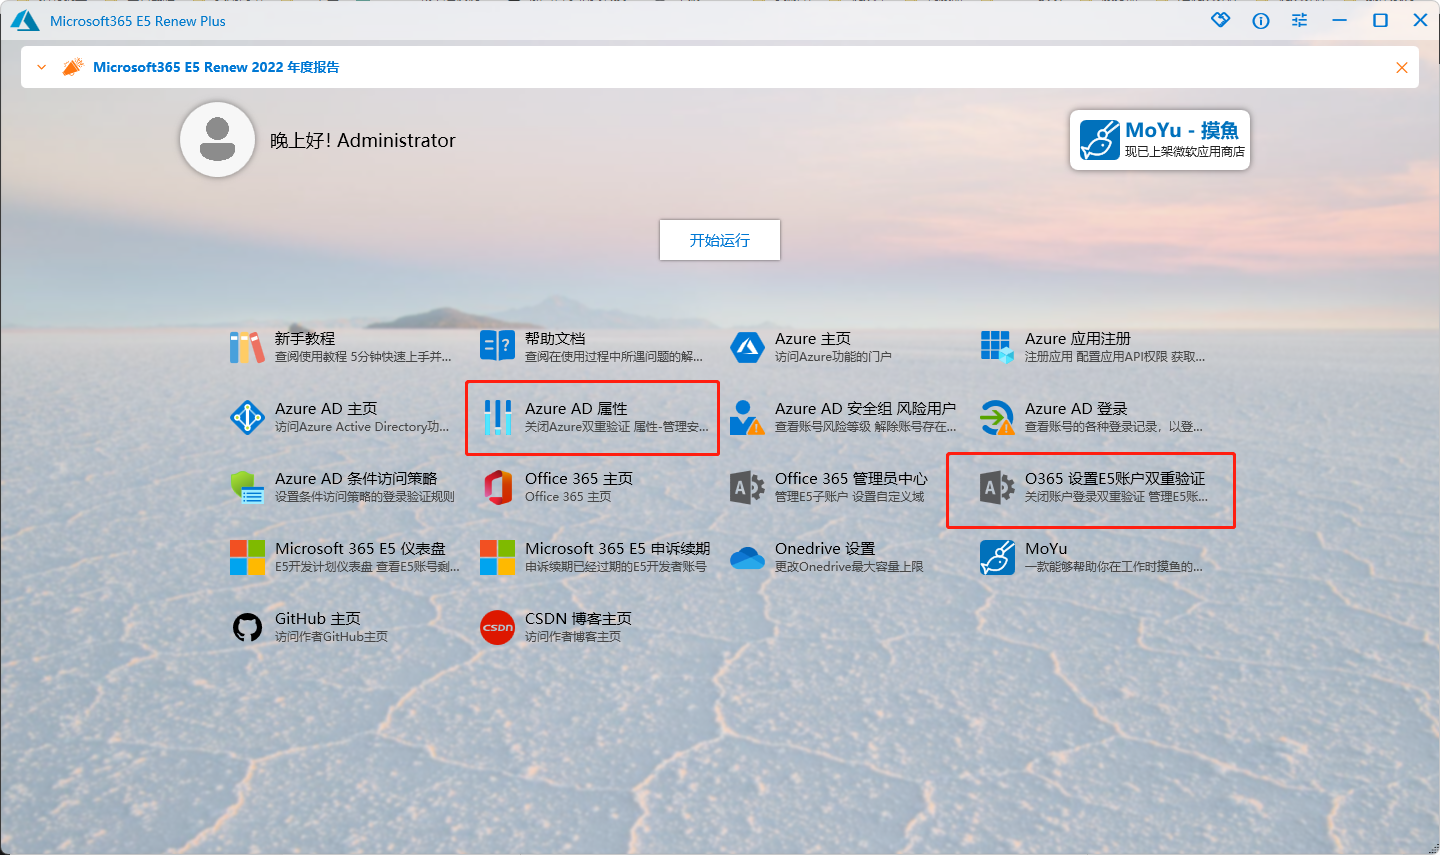 Microsoft365 E5 Renew Plus
Microsoft365 E5 Renew 2022 年度报告
晚上好! Administrator
MoYu - 摸魚
现已上架微软应用商店
开始运行
新手教程
查阅使用教程 5分钟快速上手并...
帮助文档
查阅在使用过程中所遇问题的解...
Azure 主页
访问Azure功能的门户
Azure 应用注册
注册应用 配置应用API权限 获取...
Azure AD 主页
访问Azure Active Directory功...
Azure AD 属性
关闭Azure双重验证 属性-管理安...
Azure AD 安全组 风险用户
查看账号风险等级 解除账号存在...
Azure AD 登录
查看账号的各种登录记录，以登...
Azure AD 条件访问策略
设置条件访问策略的登录验证规则
Office 365 主页
Office 365 主页
Office 365 管理员中心
管理E5子账户 设置自定义域
O365 设置E5账户双重验证
关闭账户登录双重验证 管理E5账...
Microsoft 365 E5 仪表盘
E5开发计划仪表盘 查看E5账号剩...
Microsoft 365 E5 申诉续期
申诉续期已经过期的E5开发者账号
Onedrive 设置
更改Onedrive最大容量上限
MoYu
一款能够帮助你在工作时摸鱼的...
GitHub 主页
访问作者GitHub主页
CSDN
CSDN 博客主页
访问作者博客主页